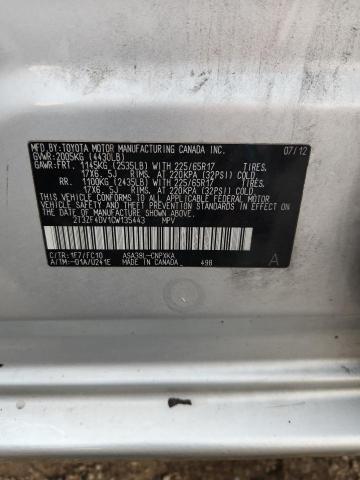 MFD.BY:TOYOTA MOTOR MANUFACTURING CANADA INC. 07/12
GVWR:2005KG (4430LB)
GAWR:FRT. 1145KG (2535LB) WITH 225/65R17 TIRES,
17X6.5J RIMS, AT 220KPA (32PSI) COLD.
RR. 1100KG (2435LB) WITH 225/65R17 TIRES,
17X6.5J RIMS, AT 220KPA (32PSI) COLD.
THIS VEHICLE CONFORMS TO ALL APPLICABLE FEDERAL MOTOR
VEHICLE SAFETY AND THEFT PREVENTION STANDARDS IN EFFECT
ON THE DATE OF MANUFACTURE SHOWN ABOVE.
2T3ZF4DV1CW135443 MPV
C/TR:1F7/FC10 ASA38L-CNPXKA
A/TM:-01A/U241E MADE IN CANADA 498 A